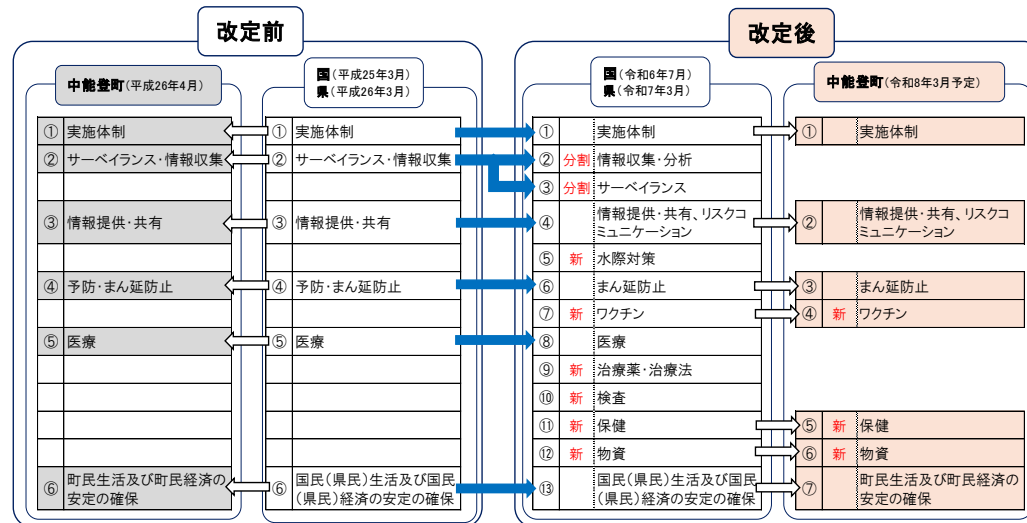 改定前
改定後
中能登町(平成26年4月)
国(平成25年3月)
県(平成26年3月)
国(令和6年7月)
県(令和7年3月)
中能登町(令和8年3月予定)
① 実施体制
② サーベイランス・情報収集
③ 情報提供・共有
④ 予防・まん延防止
⑤ 医療
⑥ 町民生活及び町民経済の
安定の確保
① 実施体制
② サーベイランス・情報収集
③ 情報提供・共有
④ 予防・まん延防止
⑤ 医療
⑥ 国民(県民)生活及び国民
(県民)経済の安定の確保
① 実施体制
② 分割 情報収集・分析
③ 分割 サーベイランス
④ 情報提供・共有、リスクコ
ミュニケーション
⑤ 新 水際対策
⑥ まん延防止
⑦ 新 ワクチン
⑧ 医療
⑨ 新 治療薬・治療法
⑩ 新 検査
⑪ 新 保健
⑫ 新 物資
⑬ 国民(県民)生活及び国民
(県民)経済の安定の確保
① 実施体制
② 情報提供・共有、リスクコ
ミュニケーション
③ まん延防止
④ 新 ワクチン
⑤ 新 保健
⑥ 新 物資
⑦ 町民生活及び町民経済の
安定の確保